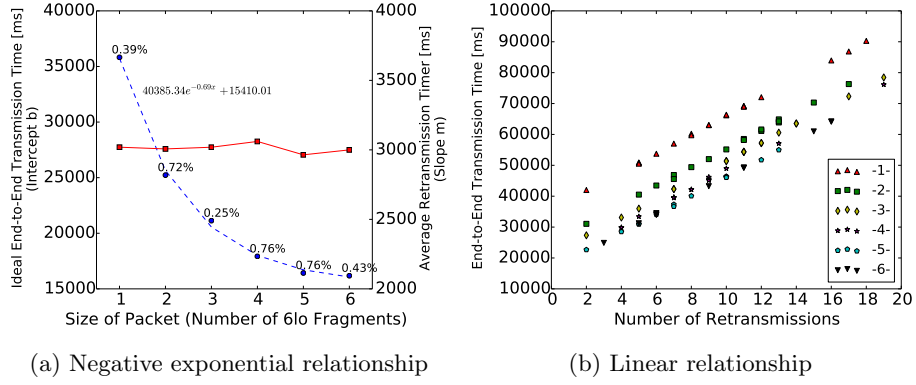 40000
35000
30000
25000
20000
15000
Ideal End-to-End Transmission Time [ms]
(Intercept b)
0.39%
0.72%
0.25%
0.76%
0.76%
0.43%
40385.34e^{-0.69x} + 15410.01
4000
3500
3000
2500
2000
Average Retransmission Timer [ms]
(Slope m)
1 2 3 4 5 6
Size of Packet (Number of 6lo Fragments)
(a) Negative exponential relationship
100000
90000
80000
70000
60000
50000
40000
30000
20000
10000
End-to-End Transmission Time [ms]
-1-
-2-
-3-
-4-
-5-
-6-
0 2 4 6 8 10 12 14 16 18 20
Number of Retransmissions
(b) Linear relationship